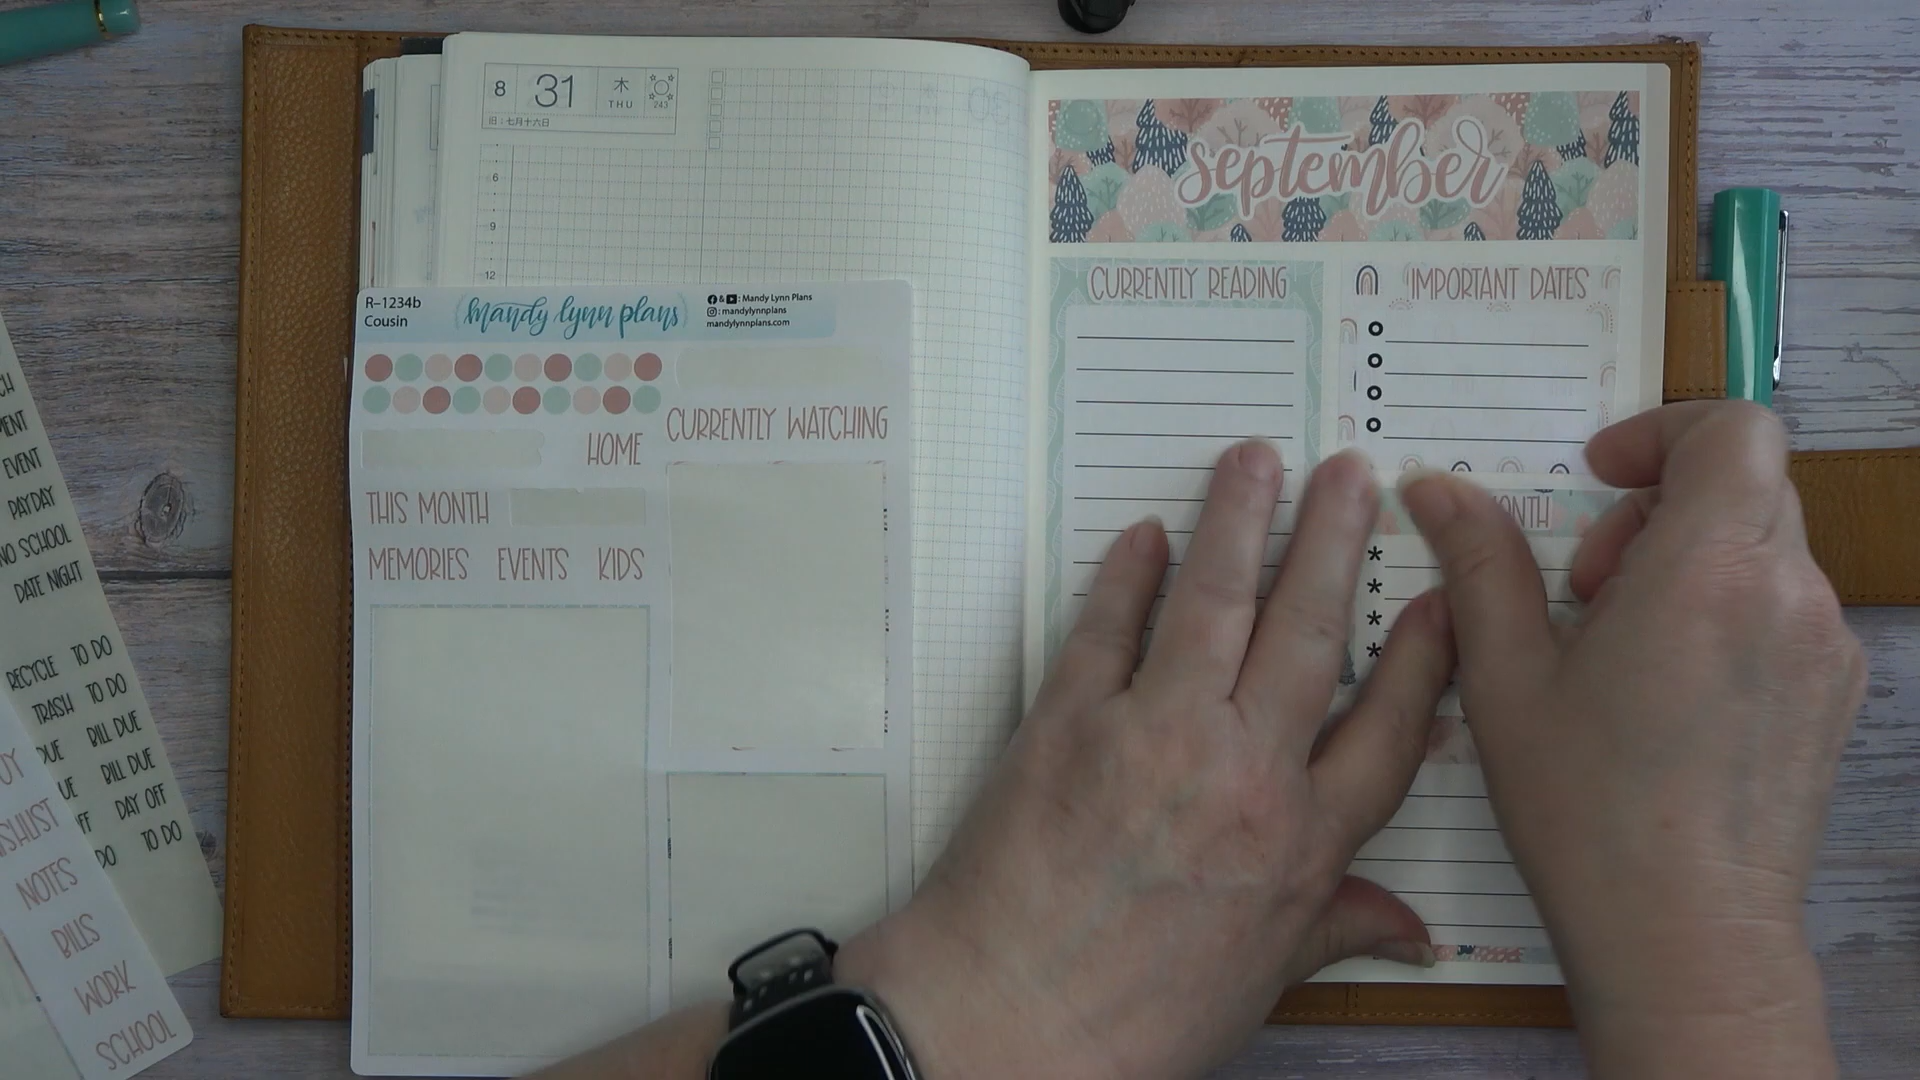 8 31 木 THU 243
旧:七月十六日
6
9
12
R-1234b
Cousin
mandy lynn plans
& : Mandy Lynn Plans
: mandylynnplans
mandylynnplans.com
CURRENTLY WATCHING
HOME
THIS MONTH
MEMORIES EVENTS KIDS
september
CURRENTLY READING
IMPORTANT DATES
EVENT
PAYDAY
NO SCHOOL
DATE NIGHT
RECYCLE TO DO
TRASH TO DO
DUE BILL DUE
BILL DUE
DAY OFF
TO DO
NOTES
BILLS
WORK
SCHOOL